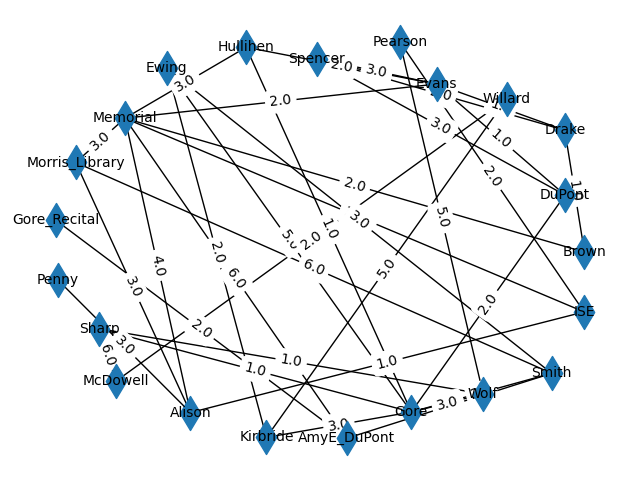 Pearson
Hullihen
Spencer
Ewing
2.0
3.0
Evans
3.0
Willard
2.0
Memorial
3.0
Drake
1.0
3.0
Morris_Library
2.0
2.0
DuPont
Gore_Recital
3.0
5.0
1.0
5.0
2.0
Brown
2.0
4.0
6.0
5.0
6.0
Penny
3.0
2.0
ISE
Sharp
2.0
3.0
6.0
1.0
1.0
1.0
McDowell
Smith
Alison
Wolf
3.0
Gore
3.0
Kirbride
AmyE_DuPont